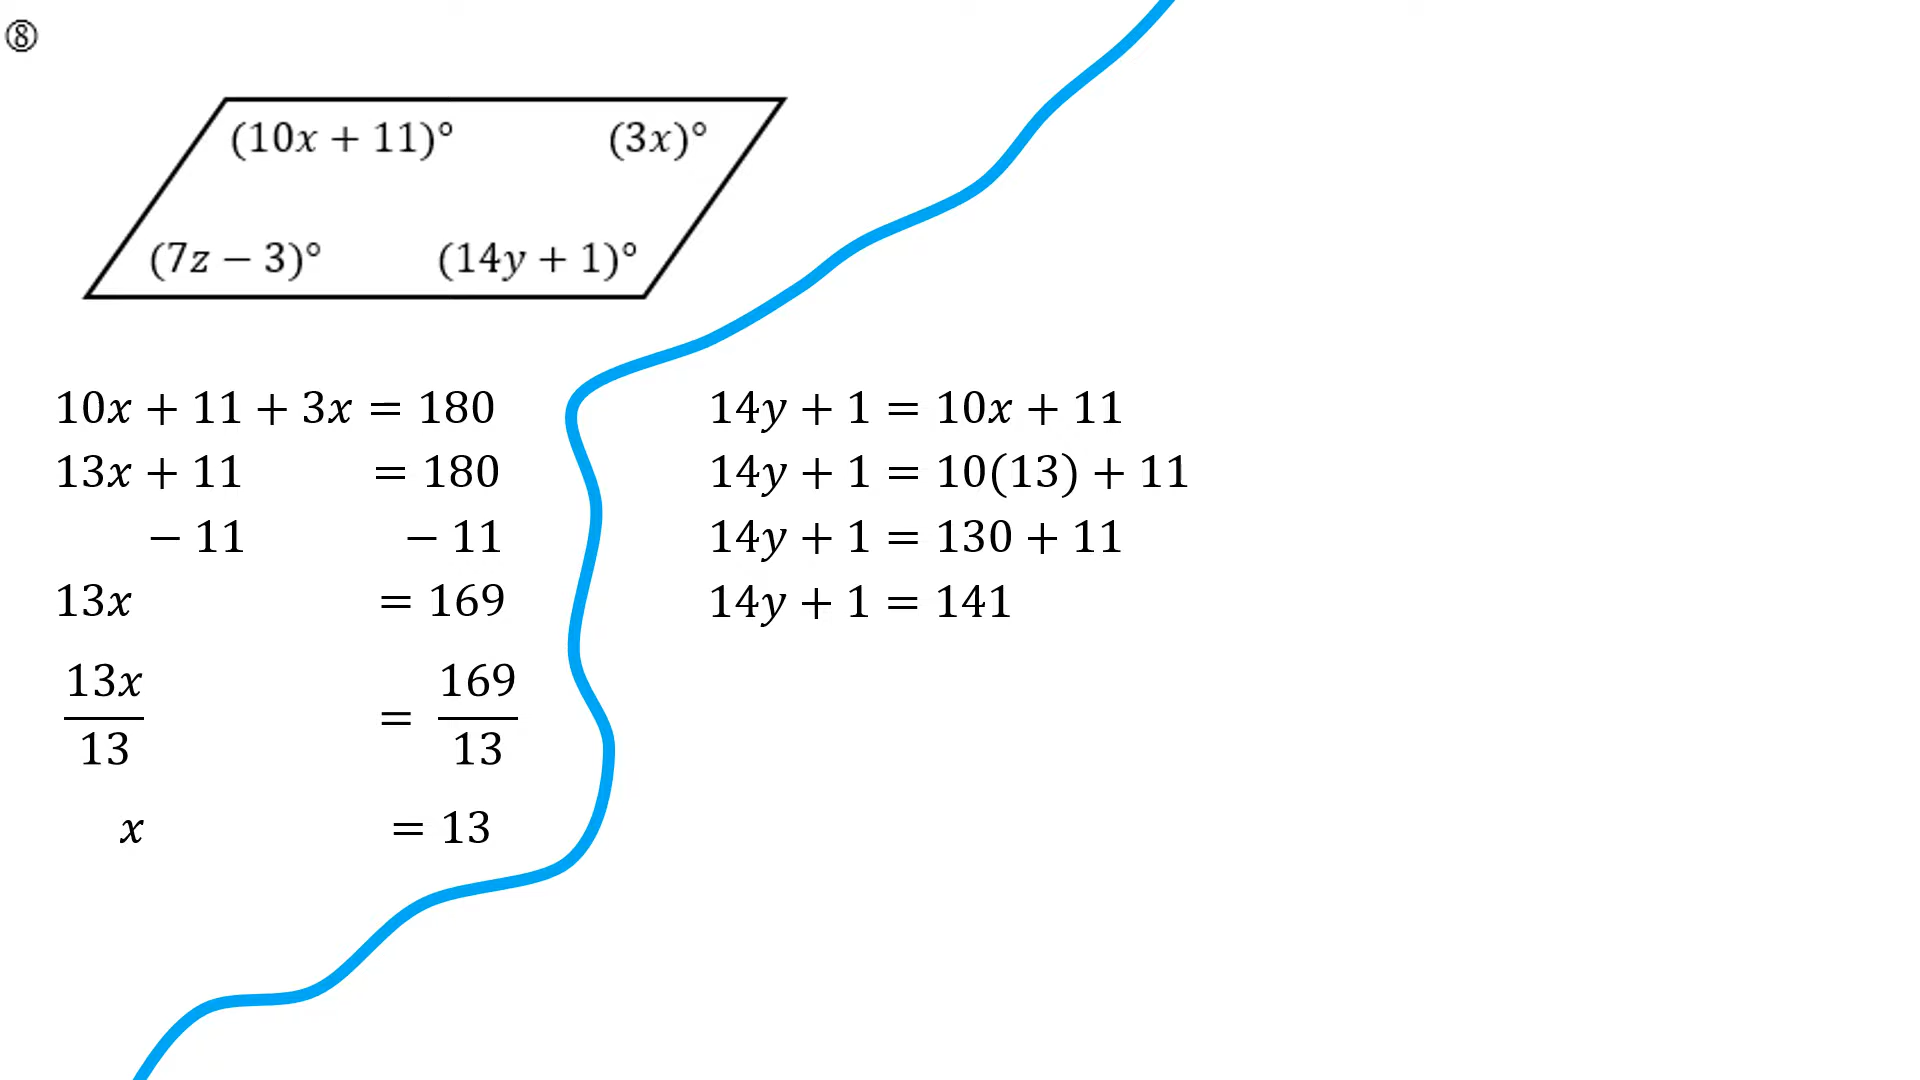 ⑧
(10x + 11)° (3x)°
(7z − 3)° (14y + 1)°
10x + 11 + 3x = 180
13x + 11 = 180
− 11 − 11
13x = 169
13x/13 = 169/13
x = 13
14y + 1 = 10x + 11
14y + 1 = 10(13) + 11
14y + 1 = 130 + 11
14y + 1 = 141